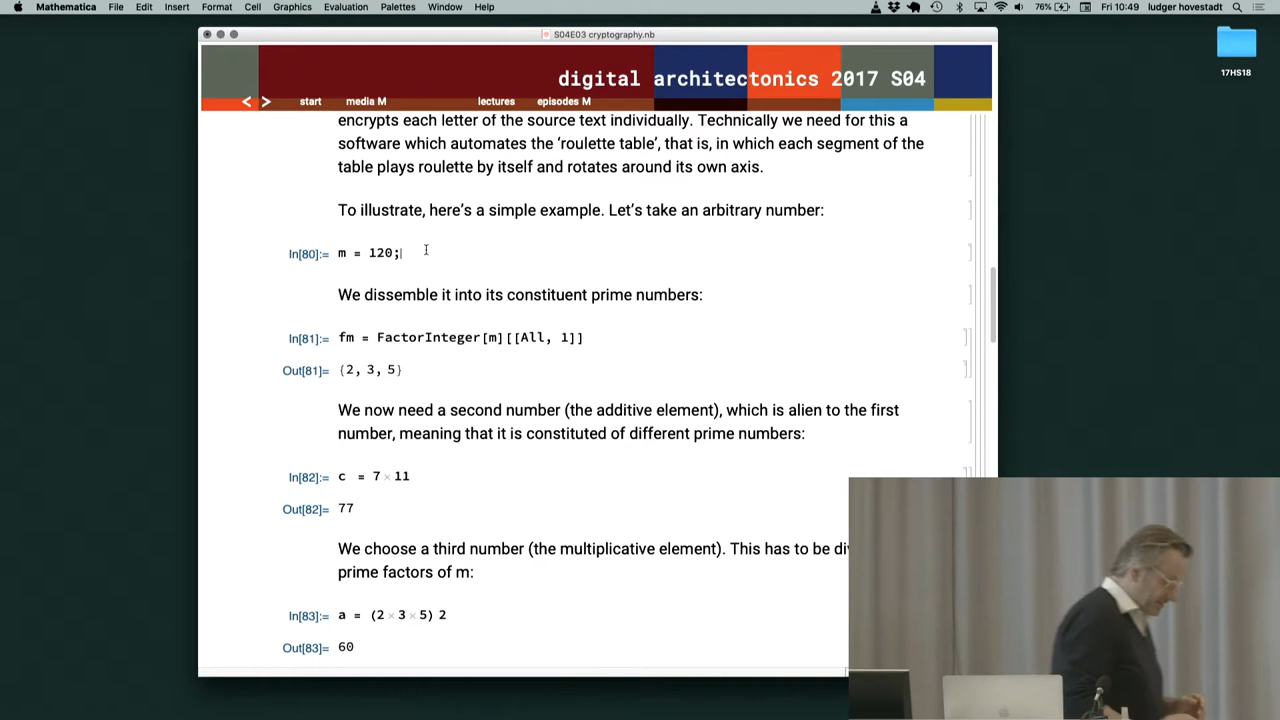 Mathematica File Edit Insert Format Cell Graphics Evaluation Palettes Window Help 76% Fri 10:49 ludger hovestadt
S04E03 cryptography.nb
17HS18
digital architectonics 2017 S04
< > start media M lectures episodes M
encrypts each letter of the source text individually. Technically we need for this a
software which automates the ‘roulette table’, that is, in which each segment of the
table plays roulette by itself and rotates around its own axis.
To illustrate, here’s a simple example. Let’s take an arbitrary number:
In[80]:= m = 120;
We dissemble it into its constituent prime numbers:
In[81]:= fm = FactorInteger[m][[All, 1]]
Out[81]= {2, 3, 5}
We now need a second number (the additive element), which is alien to the first
number, meaning that it is constituted of different prime numbers:
In[82]:= c = 7 × 11
Out[82]= 77
We choose a third number (the multiplicative element). This has to be
prime factors of m:
In[83]:= a = (2 × 3 × 5) 2
Out[83]= 60